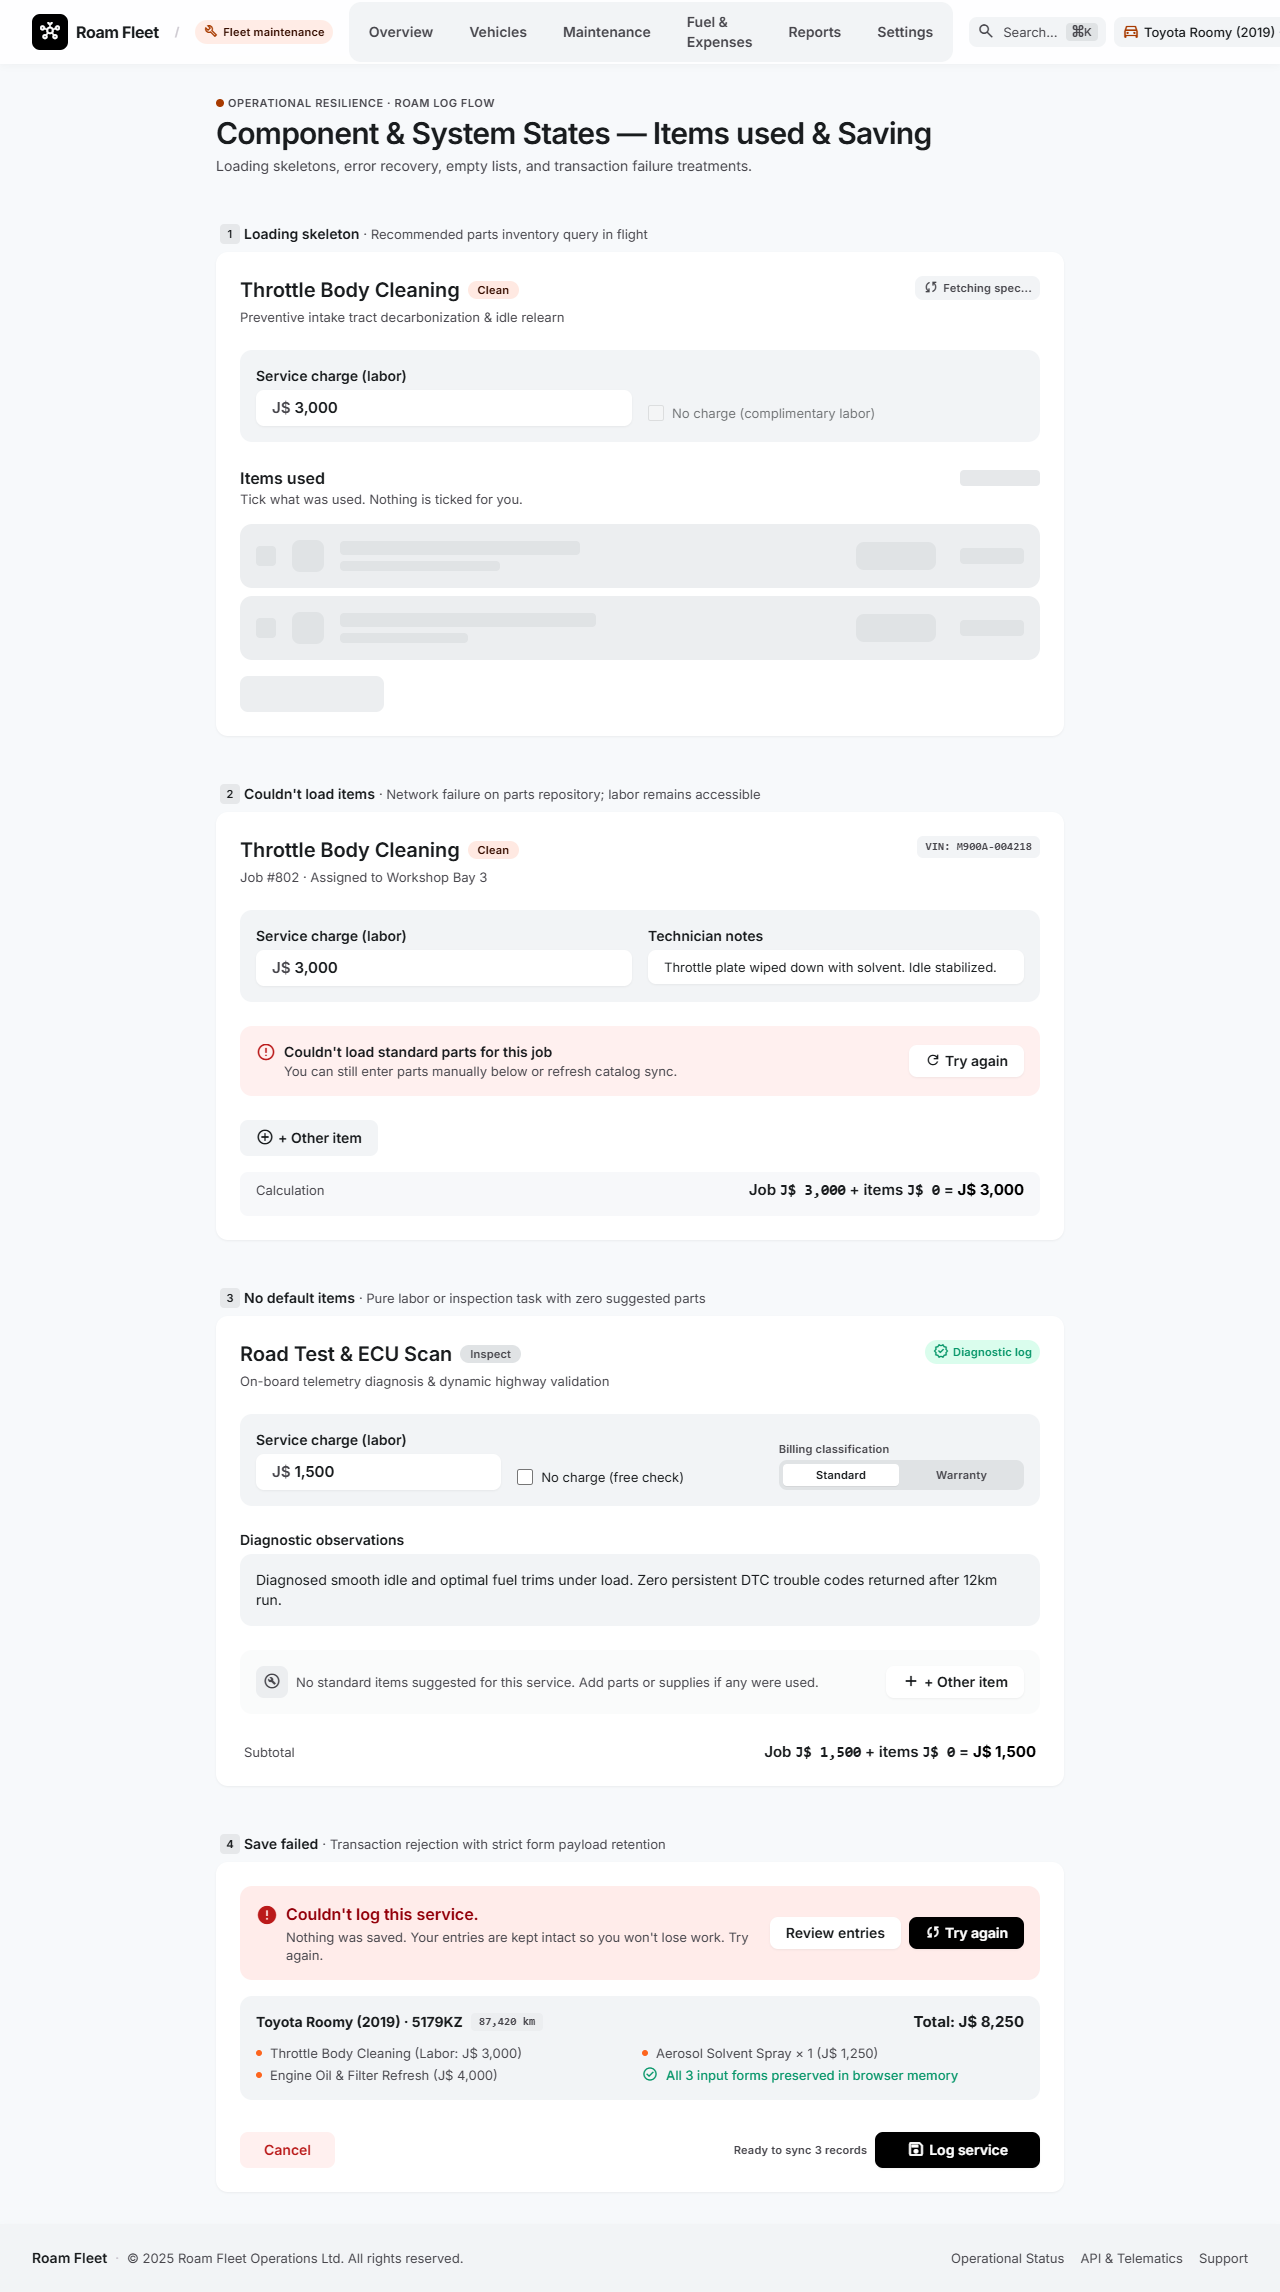 Roam Fleet / Fleet maintenance Overview Vehicles Maintenance Fuel & Expenses Reports Settings Search... ⌘K Toyota Roomy (2019)
OPERATIONAL RESILIENCE · ROAM LOG FLOW
Component & System States — Items used & Saving
Loading skeletons, error recovery, empty lists, and transaction failure treatments.
1 Loading skeleton · Recommended parts inventory query in flight
Throttle Body Cleaning Clean Fetching spec...
Preventive intake tract decarbonization & idle relearn
Service charge (labor)
J$ 3,000 No charge (complimentary labor)
Items used
Tick what was used. Nothing is ticked for you.
2 Couldn't load items · Network failure on parts repository; labor remains accessible
Throttle Body Cleaning Clean VIN: M900A-004218
Job #802 · Assigned to Workshop Bay 3
Service charge (labor) Technician notes
J$ 3,000 Throttle plate wiped down with solvent. Idle stabilized.
Couldn't load standard parts for this job
You can still enter parts manually below or refresh catalog sync.
Try again
+ Other item
Calculation Job J$ 3,000 + items J$ 0 = J$ 3,000
3 No default items · Pure labor or inspection task with zero suggested parts
Road Test & ECU Scan Inspect Diagnostic log
On-board telemetry diagnosis & dynamic highway validation
Service charge (labor) Billing classification
J$ 1,500 No charge (free check) Standard Warranty
Diagnostic observations
Diagnosed smooth idle and optimal fuel trims under load. Zero persistent DTC trouble codes returned after 12km
run.
No standard items suggested for this service. Add parts or supplies if any were used. + Other item
Subtotal Job J$ 1,500 + items J$ 0 = J$ 1,500
4 Save failed · Transaction rejection with strict form payload retention
Couldn't log this service.
Nothing was saved. Your entries are kept intact so you won't lose work. Try
again.
Review entries Try again
Toyota Roomy (2019) · 5179KZ 87,420 km Total: J$ 8,250
Throttle Body Cleaning (Labor: J$ 3,000) Aerosol Solvent Spray × 1 (J$ 1,250)
Engine Oil & Filter Refresh (J$ 4,000) All 3 input forms preserved in browser memory
Cancel Ready to sync 3 records Log service
Roam Fleet · © 2025 Roam Fleet Operations Ltd. All rights reserved. Operational Status API & Telematics Support